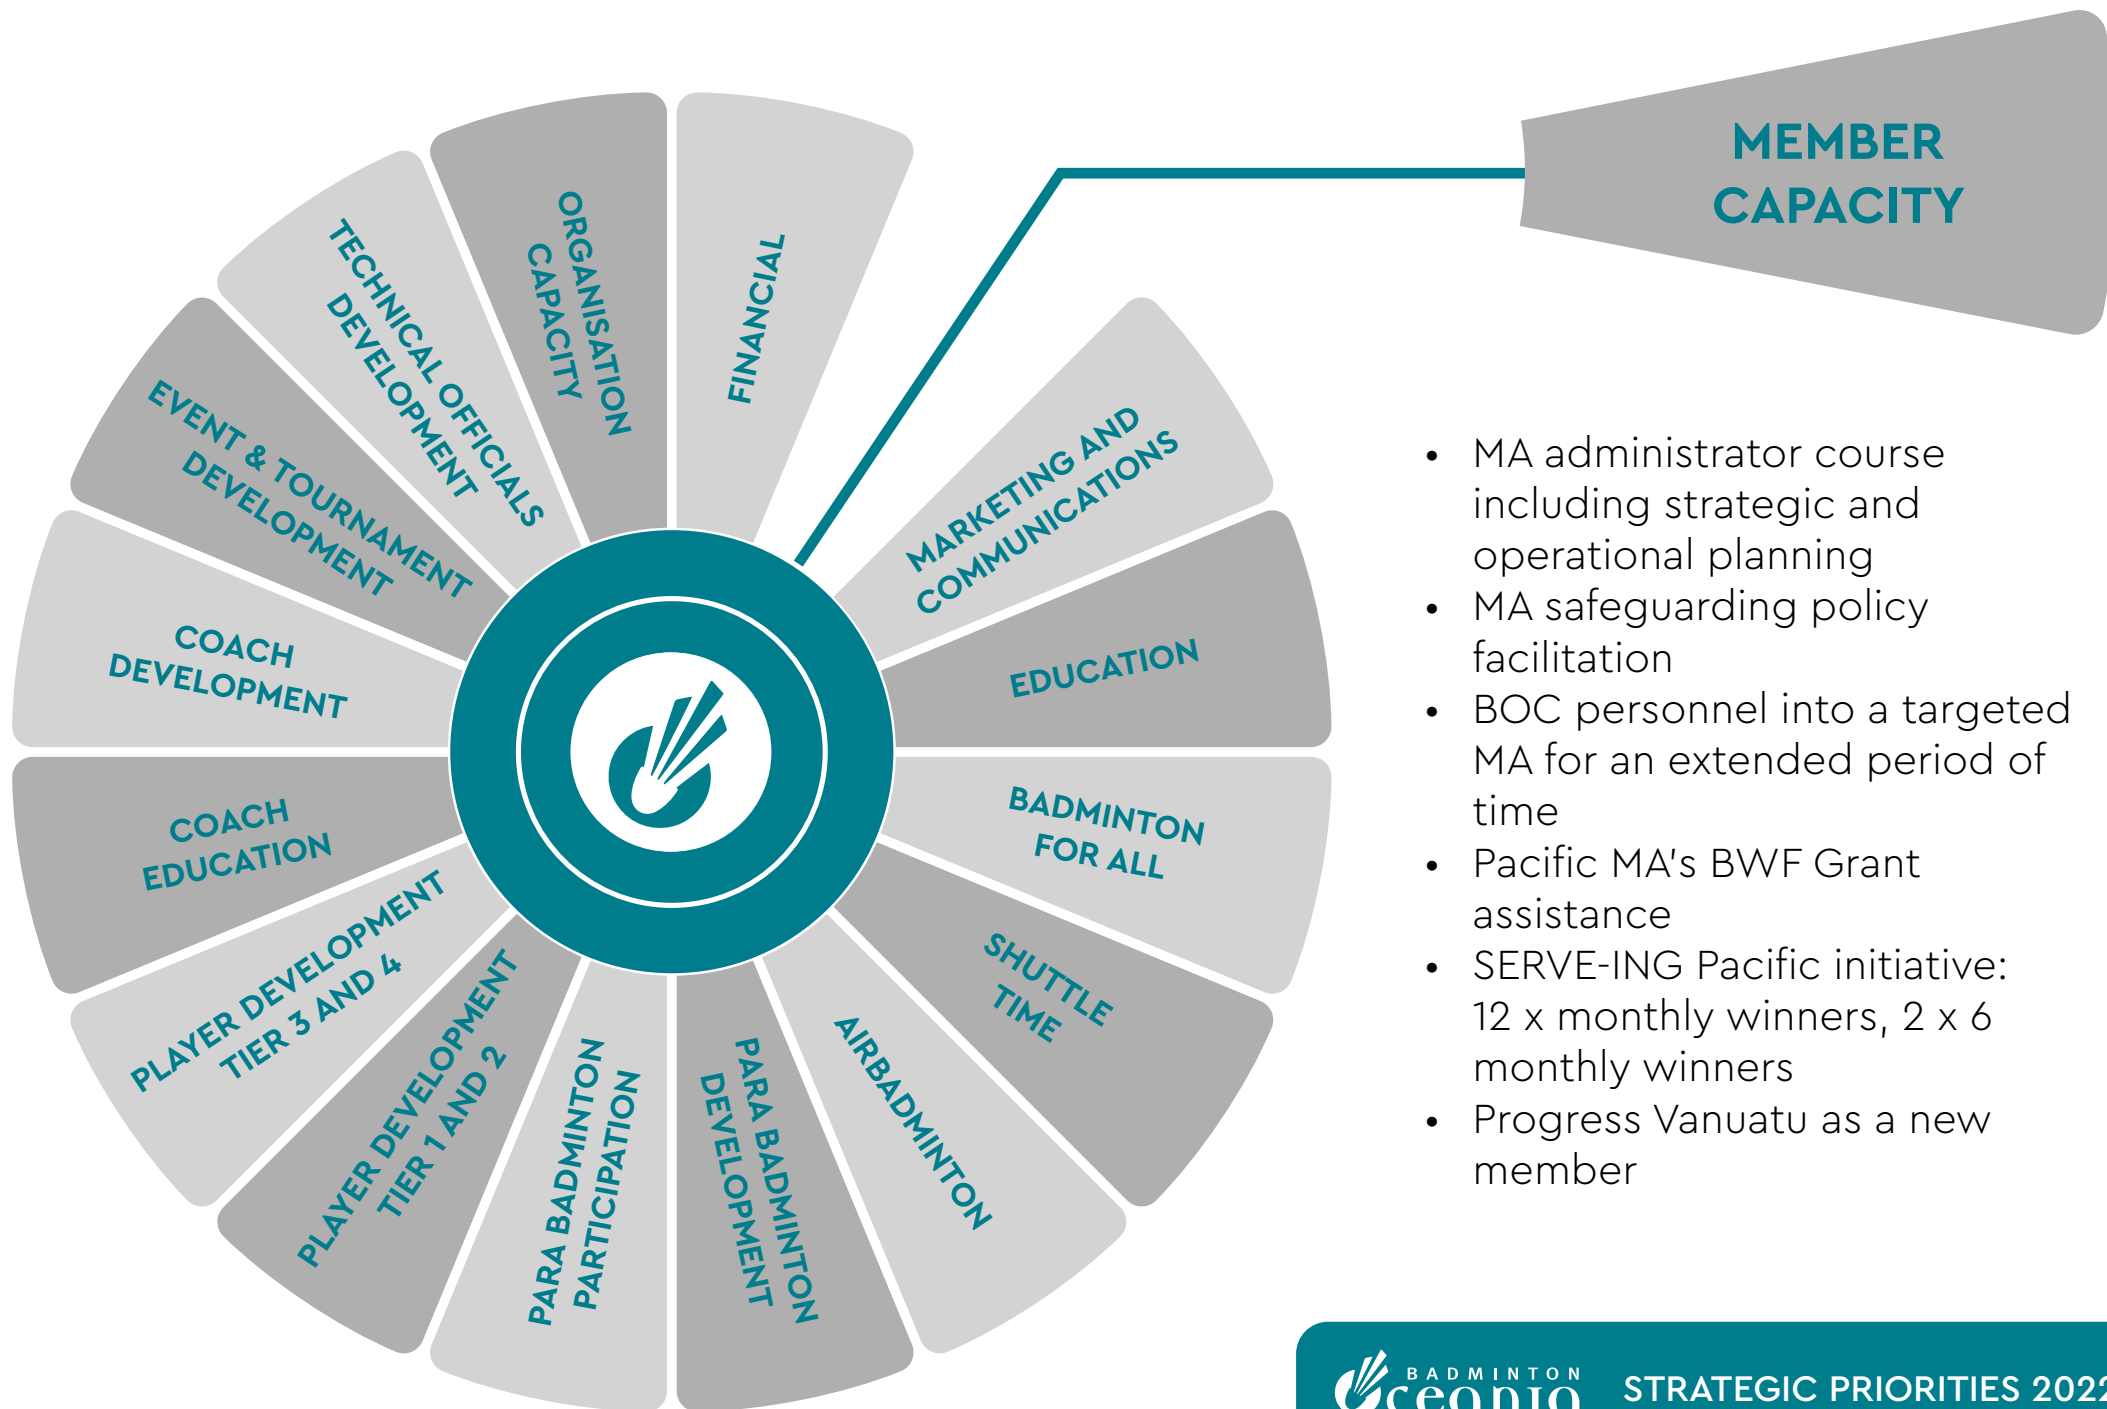 MEMBER
CAPACITY
FINANCIAL
MARKETING AND
COMMUNICATIONS
EDUCATION
BADMINTON
FOR ALL
SHUTTLE
TIME
AIRBADMINTON
PARA BADMINTON
DEVELOPMENT
PARA BADMINTON
PARTICIPATION
PLAYER DEVELOPMENT
TIER 1 AND 2
PLAYER DEVELOPMENT
TIER 3 AND 4
COACH
EDUCATION
COACH
DEVELOPMENT
EVENT & TOURNAMENT
DEVELOPMENT
TECHNICAL OFFICIALS
DEVELOPMENT
ORGANISATION
CAPACITY
• MA administrator course
including strategic and
operational planning
• MA safeguarding policy
facilitation
• BOC personnel into a targeted
MA for an extended period of
time
• Pacific MA's BWF Grant
assistance
• SERVE-ING Pacific initiative:
12 x monthly winners, 2 x 6
monthly winners
• Progress Vanuatu as a new
member
BADMINTON
Oceania
STRATEGIC PRIORITIES 2022